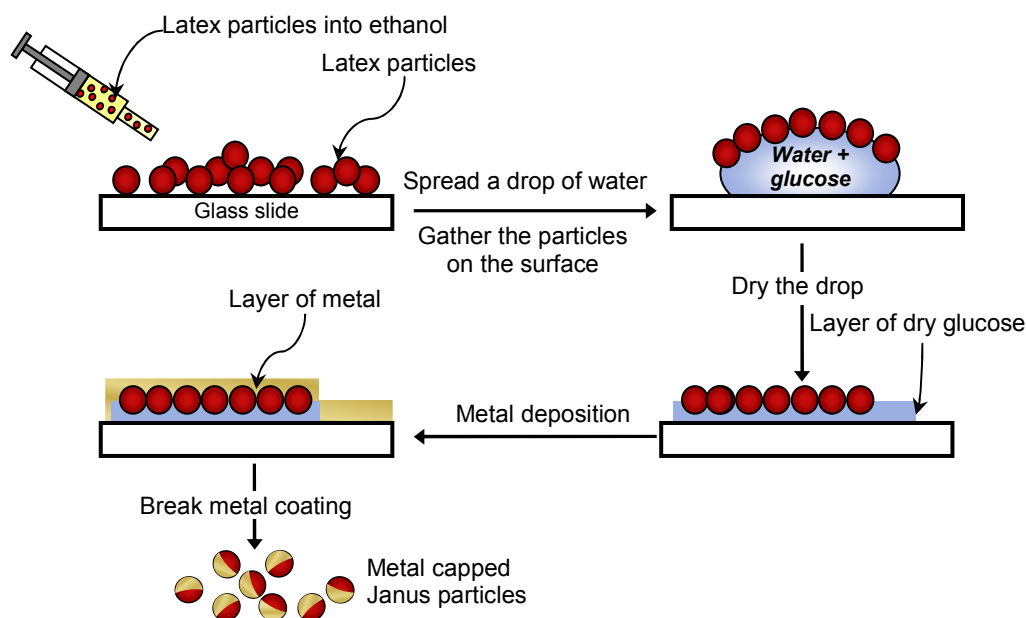 Latex particles into ethanol
Latex particles
Glass slide
Spread a drop of water
Gather the particles
on the surface
Water +
glucose
Dry the drop
Layer of dry glucose
Layer of metal
Metal deposition
Break metal coating
Metal capped
Janus particles